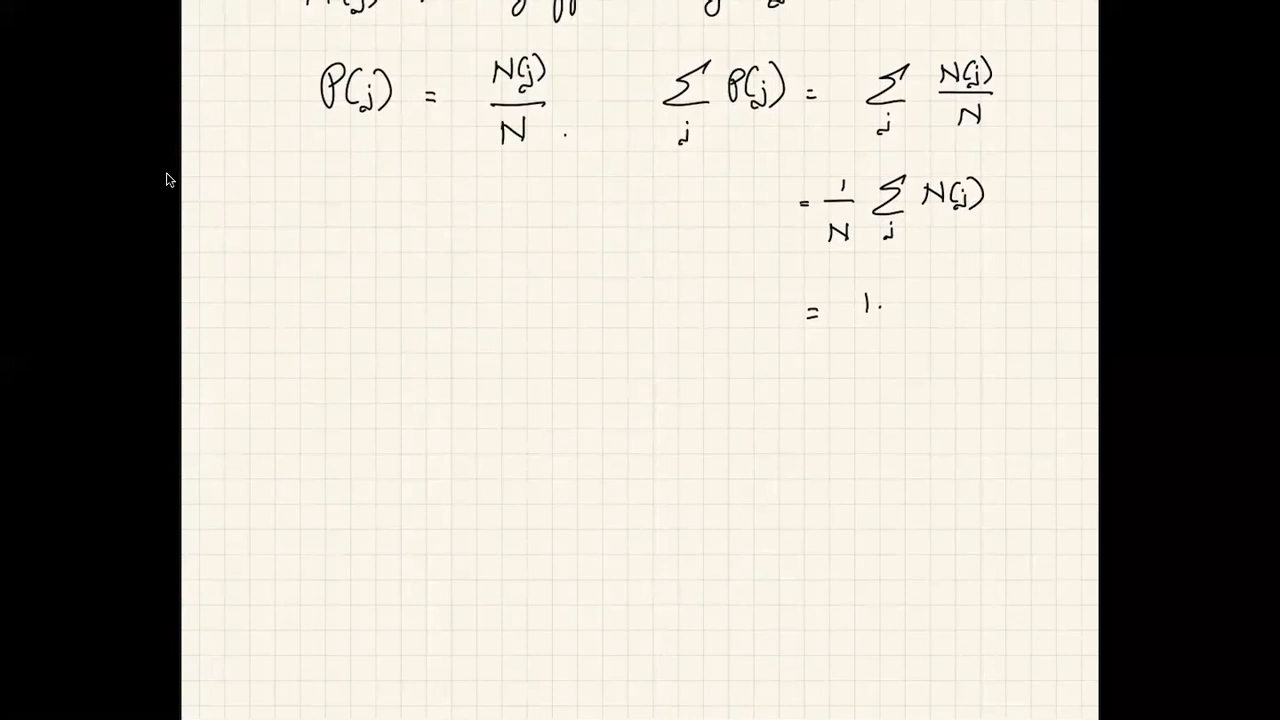 P(j) = N(j)/N . ∑_j P(j) = ∑_j N(j)/N
= 1/N ∑_j N(j)
= 1.